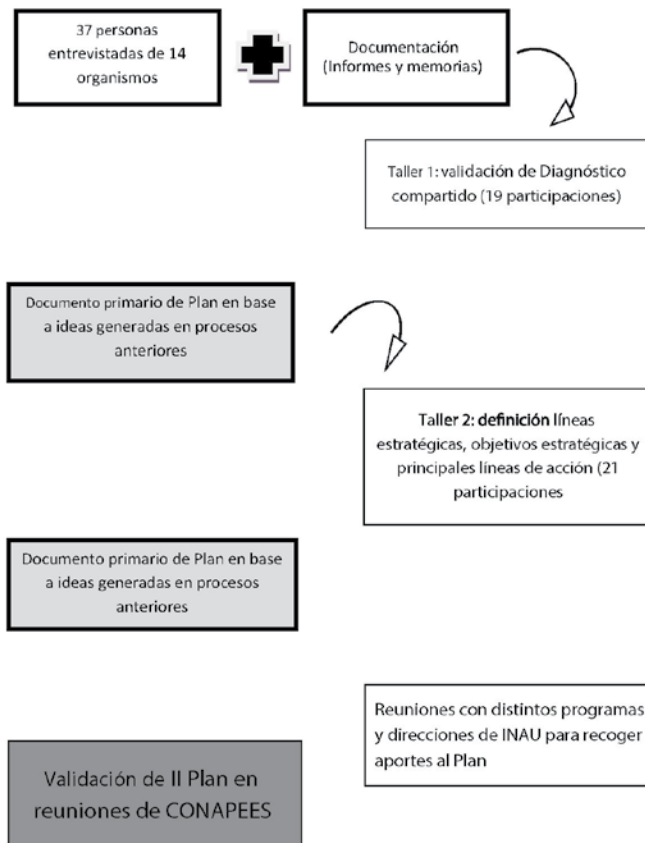 37 personas
entrevistadas de 14
organismos
Documentación
(Informes y memorias)
Taller 1: validación de Diagnóstico
compartido (19 participaciones)
Documento primario de Plan en base
a ideas generadas en procesos
anteriores
Taller 2: definición líneas
estratégicas, objetivos estratégicas y
principales líneas de acción (21
participaciones
Documento primario de Plan en base
a ideas generadas en procesos
anteriores
Reuniones con distintos programas
y direcciones de INAU para recoger
aportes al Plan
Validación de II Plan en
reuniones de CONAPEES